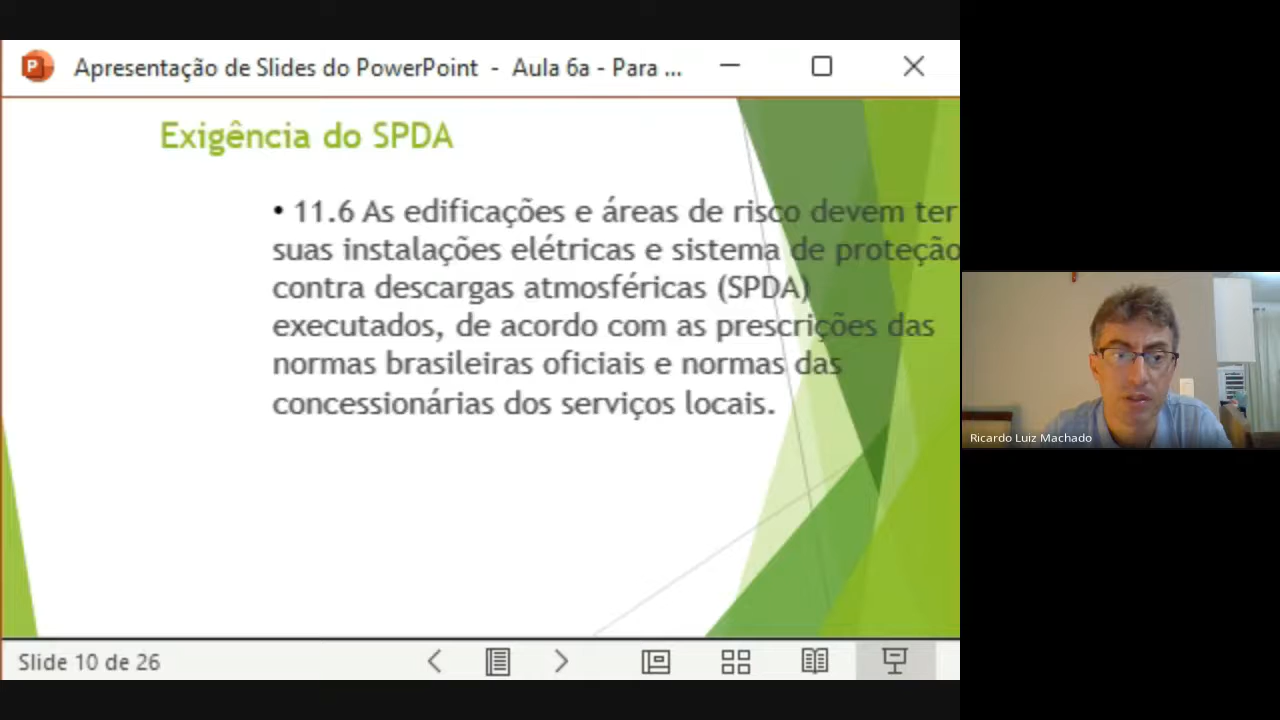 Apresentação de Slides do PowerPoint - Aula 6a - Para ...
Exigência do SPDA
• 11.6 As edificações e áreas de risco devem ter
suas instalações elétricas e sistema de proteção
contra descargas atmosféricas (SPDA)
executados, de acordo com as prescrições das
normas brasileiras oficiais e normas das
concessionárias dos serviços locais.
Ricardo Luiz Machado
Slide 10 de 26